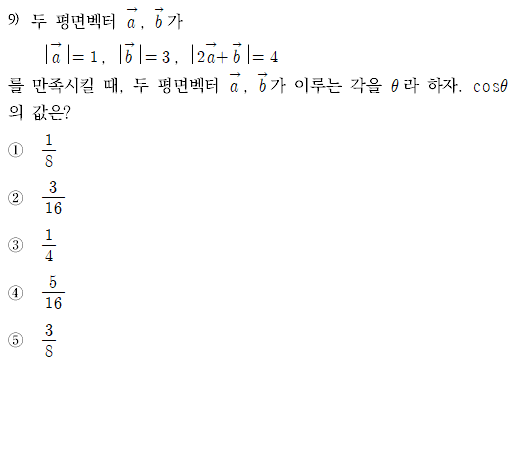 9) 두 평면벡터 $\vec{a}$, $\vec{b}$가
$|\vec{a}|=1$, $|\vec{b}|=3$, $|2\vec{a}+\vec{b}|=4$
를 만족시킬 때, 두 평면벡터 $\vec{a}$, $\vec{b}$가 이루는 각을 θ라 하자. cosθ
의 값은?
① $\frac{1}{8}$
② $\frac{3}{16}$
③ $\frac{1}{4}$
④ $\frac{5}{16}$
⑤ $\frac{3}{8}$